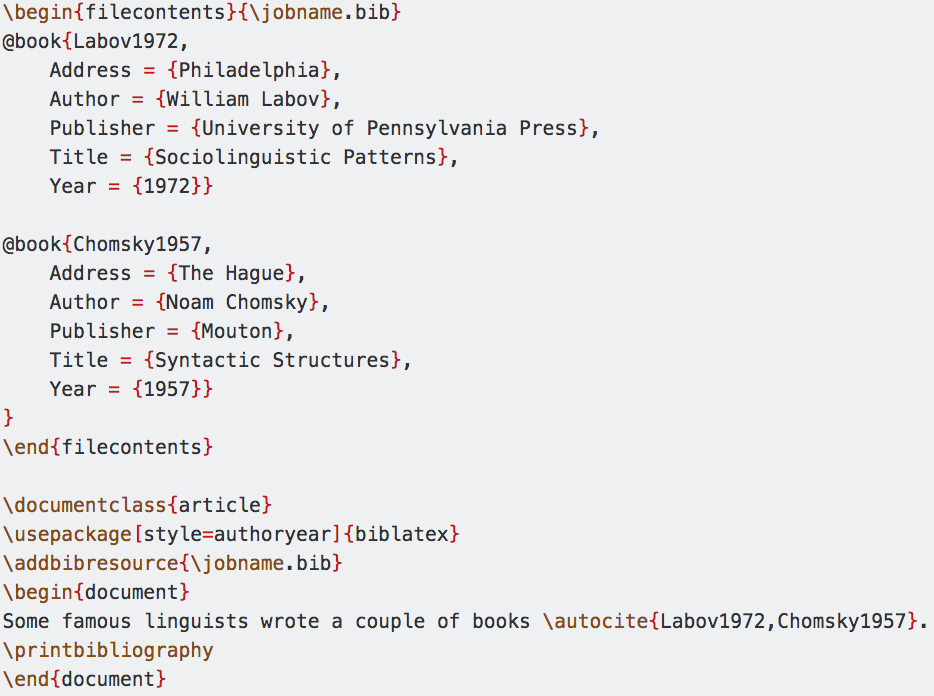 \begin{filecontents}{\jobname.bib}
@book{Labov1972,
    Address = {Philadelphia},
    Author = {William Labov},
    Publisher = {University of Pennsylvania Press},
    Title = {Sociolinguistic Patterns},
    Year = {1972}}

@book{Chomsky1957,
    Address = {The Hague},
    Author = {Noam Chomsky},
    Publisher = {Mouton},
    Title = {Syntactic Structures},
    Year = {1957}}
}
\end{filecontents}

\documentclass{article}
\usepackage[style=authoryear]{biblatex}
\addbibresource{\jobname.bib}
\begin{document}
Some famous linguists wrote a couple of books \autocite{Labov1972,Chomsky1957}.
\printbibliography
\end{document}